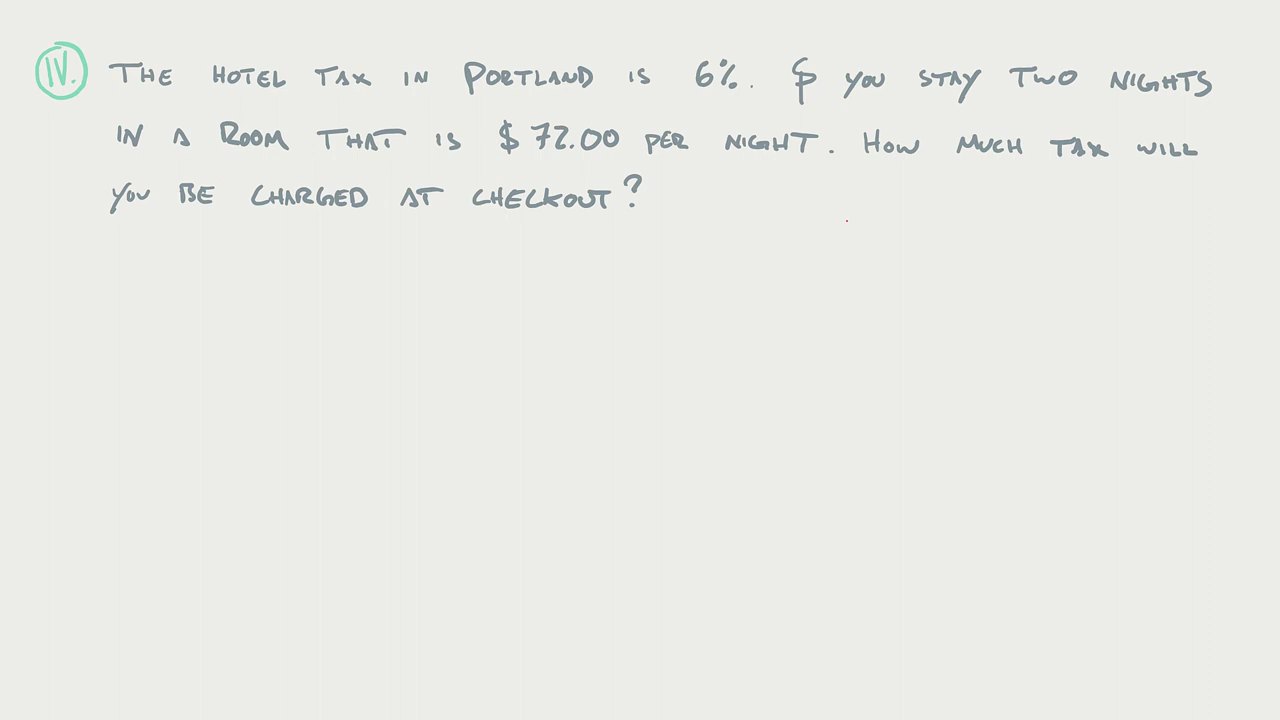 IV. THE HOTEL TAX IN PORTLAND IS 6%. YOU STAY TWO NIGHTS
IN A ROOM THAT IS $72.00 PER NIGHT. HOW MUCH TAX WILL
YOU BE CHARGED AT CHECKOUT?